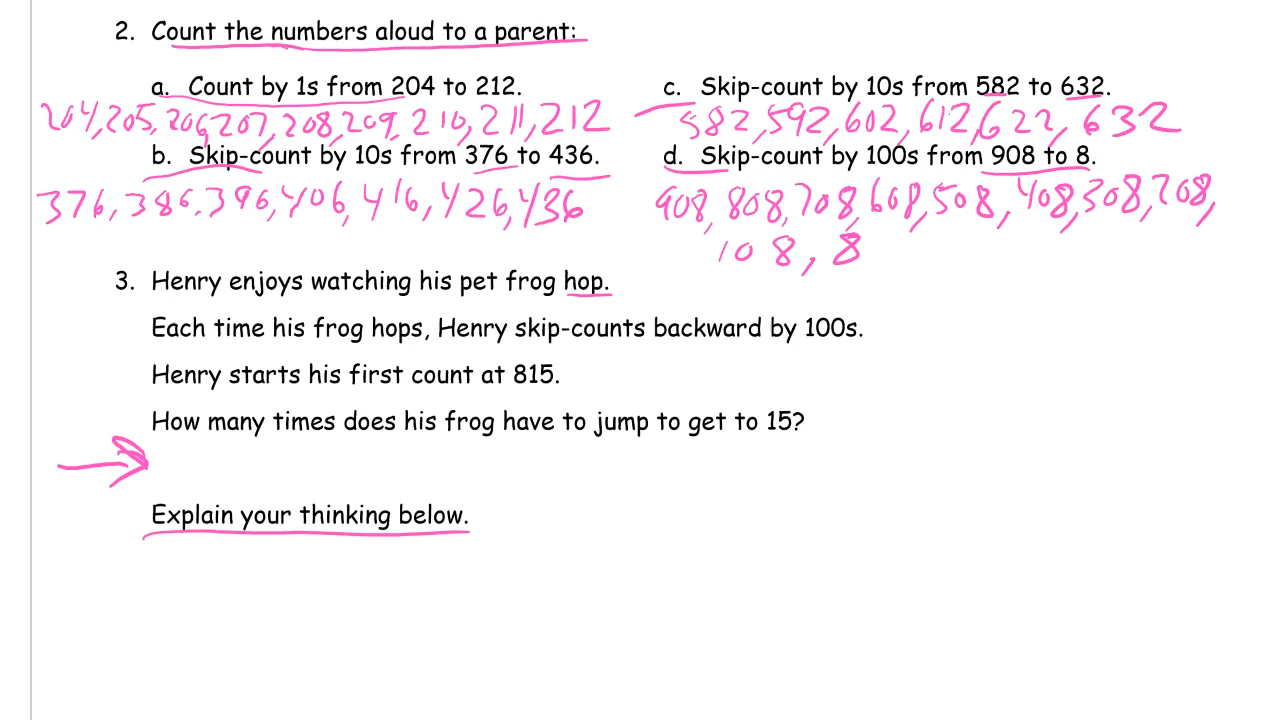 2. Count the numbers aloud to a parent:
a. Count by 1s from 204 to 212.
204, 205, 206, 207, 208, 209, 210, 211, 212
b. Skip-count by 10s from 376 to 436.
376, 386, 396, 406, 416, 426, 436
c. Skip-count by 10s from 582 to 632.
582, 592, 602, 612, 622, 632
d. Skip-count by 100s from 908 to 8.
908, 808, 708, 608, 508, 408, 308, 208,
108, 8
3. Henry enjoys watching his pet frog hop.
Each time his frog hops, Henry skip-counts backward by 100s.
Henry starts his first count at 815.
How many times does his frog have to jump to get to 15?
Explain your thinking below.